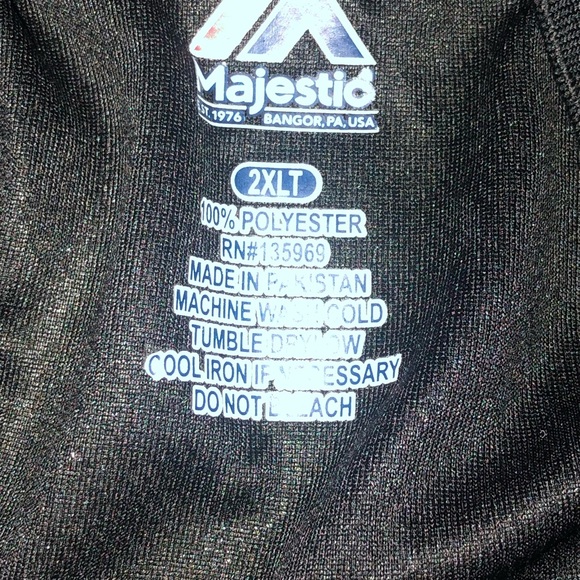 Majestic
EST. 1976 BANGOR, PA, USA
2XLT
100% POLYESTER
RN#135969
MADE IN PAKISTAN
MACHINE WASH COLD
TUMBLE DRY LOW
COOL IRON IF NECESSARY
DO NOT BLEACH